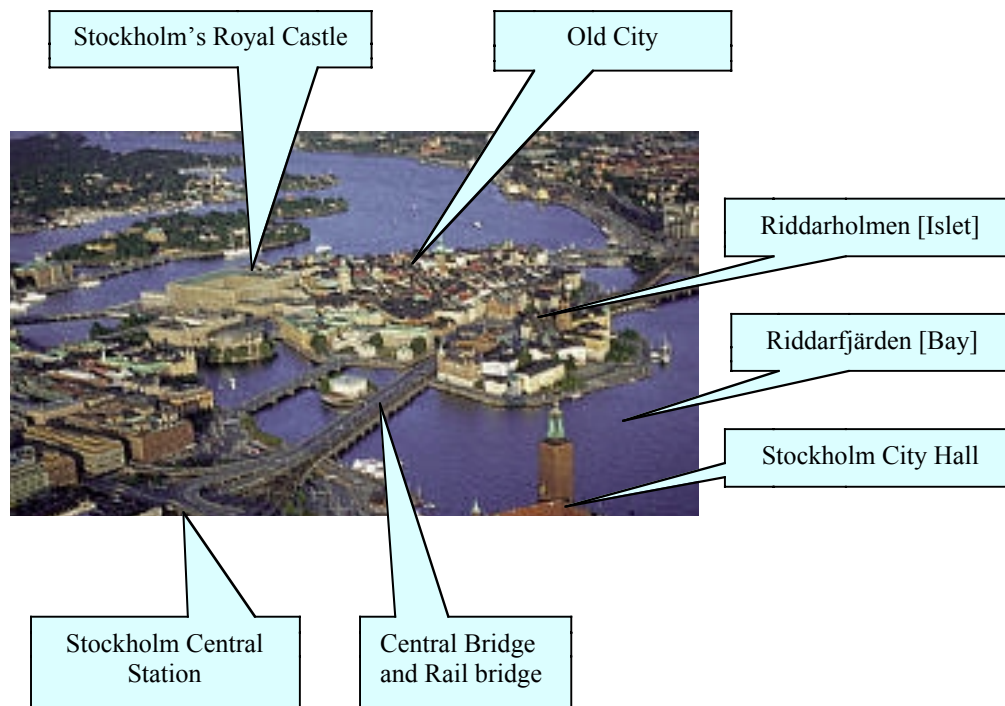 Stockholm’s Royal Castle
Old City
Riddarholmen [Islet]
Riddarfjärden [Bay]
Stockholm City Hall
Stockholm Central
Station
Central Bridge
and Rail bridge